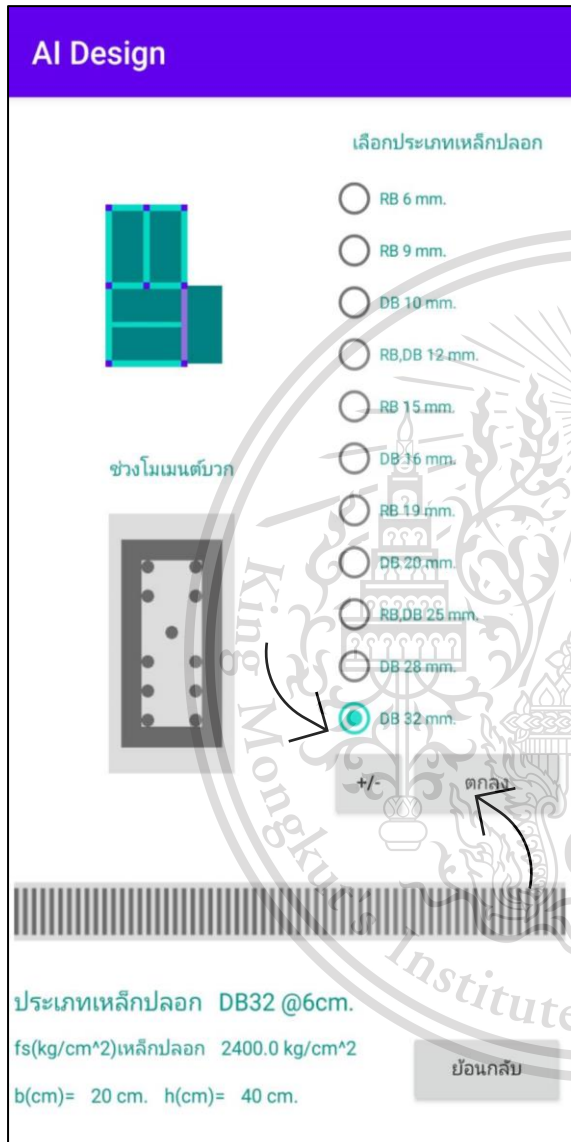 AI Design
เลือกประเภทเหล็กปลอก
RB 6 mm.
RB 9 mm.
DB 10 mm.
RB,DB 12 mm.
RB 15 mm.
DB 16 mm.
RB 19 mm.
DB 20 mm.
RB,DB 25 mm.
DB 28 mm.
DB 32 mm.
ช่วงโมเมนต์บวก
+/-
ตกลง
ประเภทเหล็กปลอก DB32 @6cm.
fs(kg/cm^2)เหล็กปลอก 2400.0 kg/cm^2
b(cm)= 20 cm. h(cm)= 40 cm.
ย้อนกลับ
King Mongkut's Institute